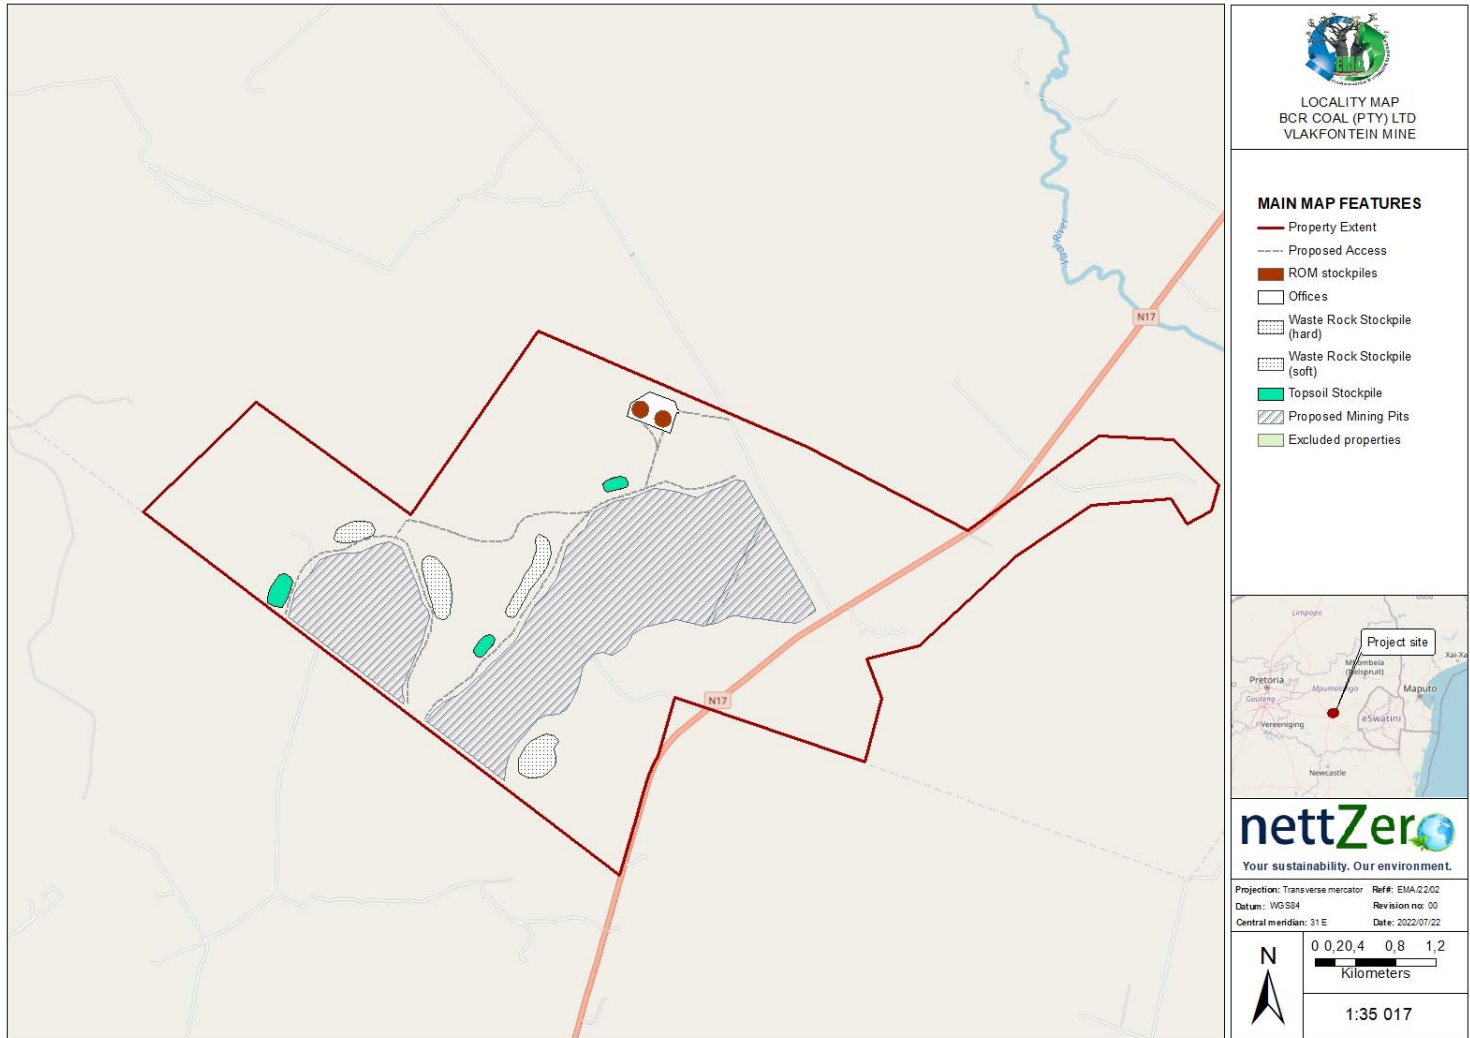 EMA
LOCALITY MAP
BCR COAL (PTY) LTD
VLAKFONTEIN MINE
MAIN MAP FEATURES
Property Extent
Proposed Access
ROM stockpiles
Offices
Waste Rock Stockpile
(hard)
Waste Rock Stockpile
(soft)
Topsoil Stockpile
Proposed Mining Pits
Excluded properties
Vaal River
N17
N17
Limpopo
Project site
Mbombela
(Nelspruit)
Xai-Xa
Pretoria
Mpumalanga
Maputo
Gauteng
eSwatini
Vereeniging
Newcastle
nettZero
Your sustainability. Our environment.
Projection: Transverse mercator Ref#: EMA/22/02
Datum: WGS84 Revision no: 00
Central meridian: 31 E Date: 2022/07/22
N
0 0,20,4 0,8 1,2
Kilometers
1:35 017